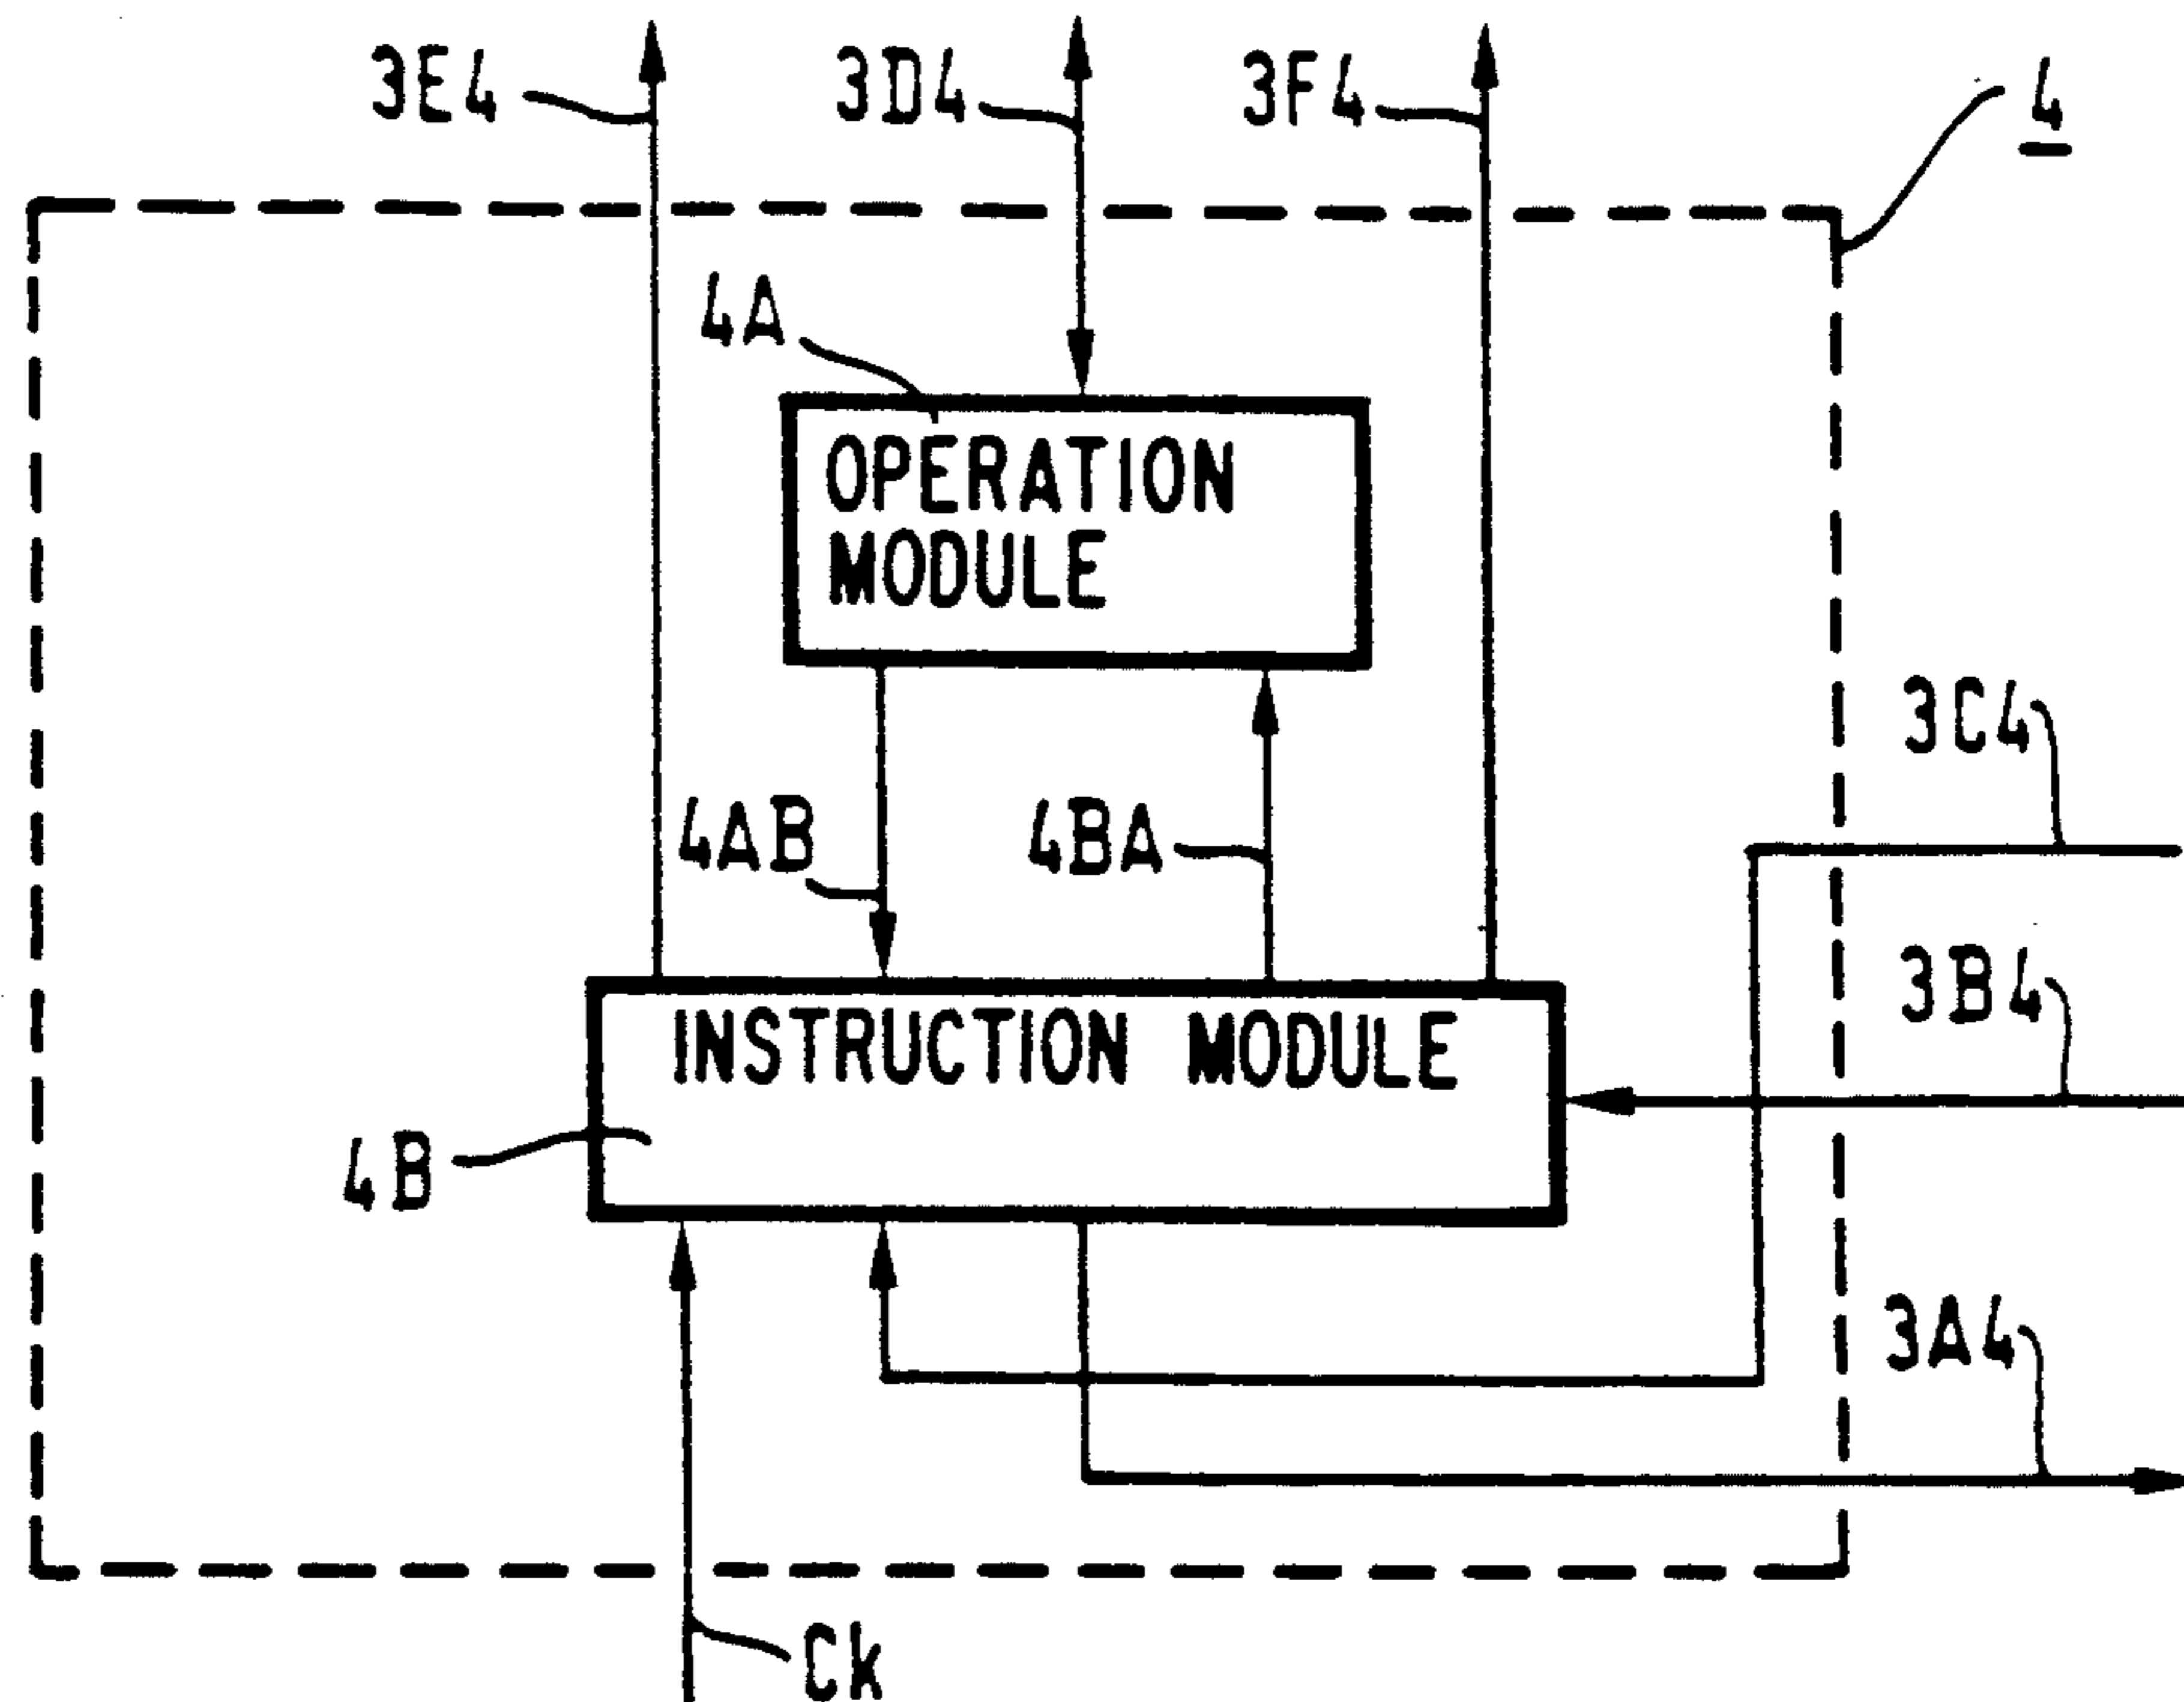 3E4
3D4
3F4
4
4A
OPERATION
MODULE
3C4
4AB
4BA
3B4
INSTRUCTION MODULE
4B
3A4
Ck